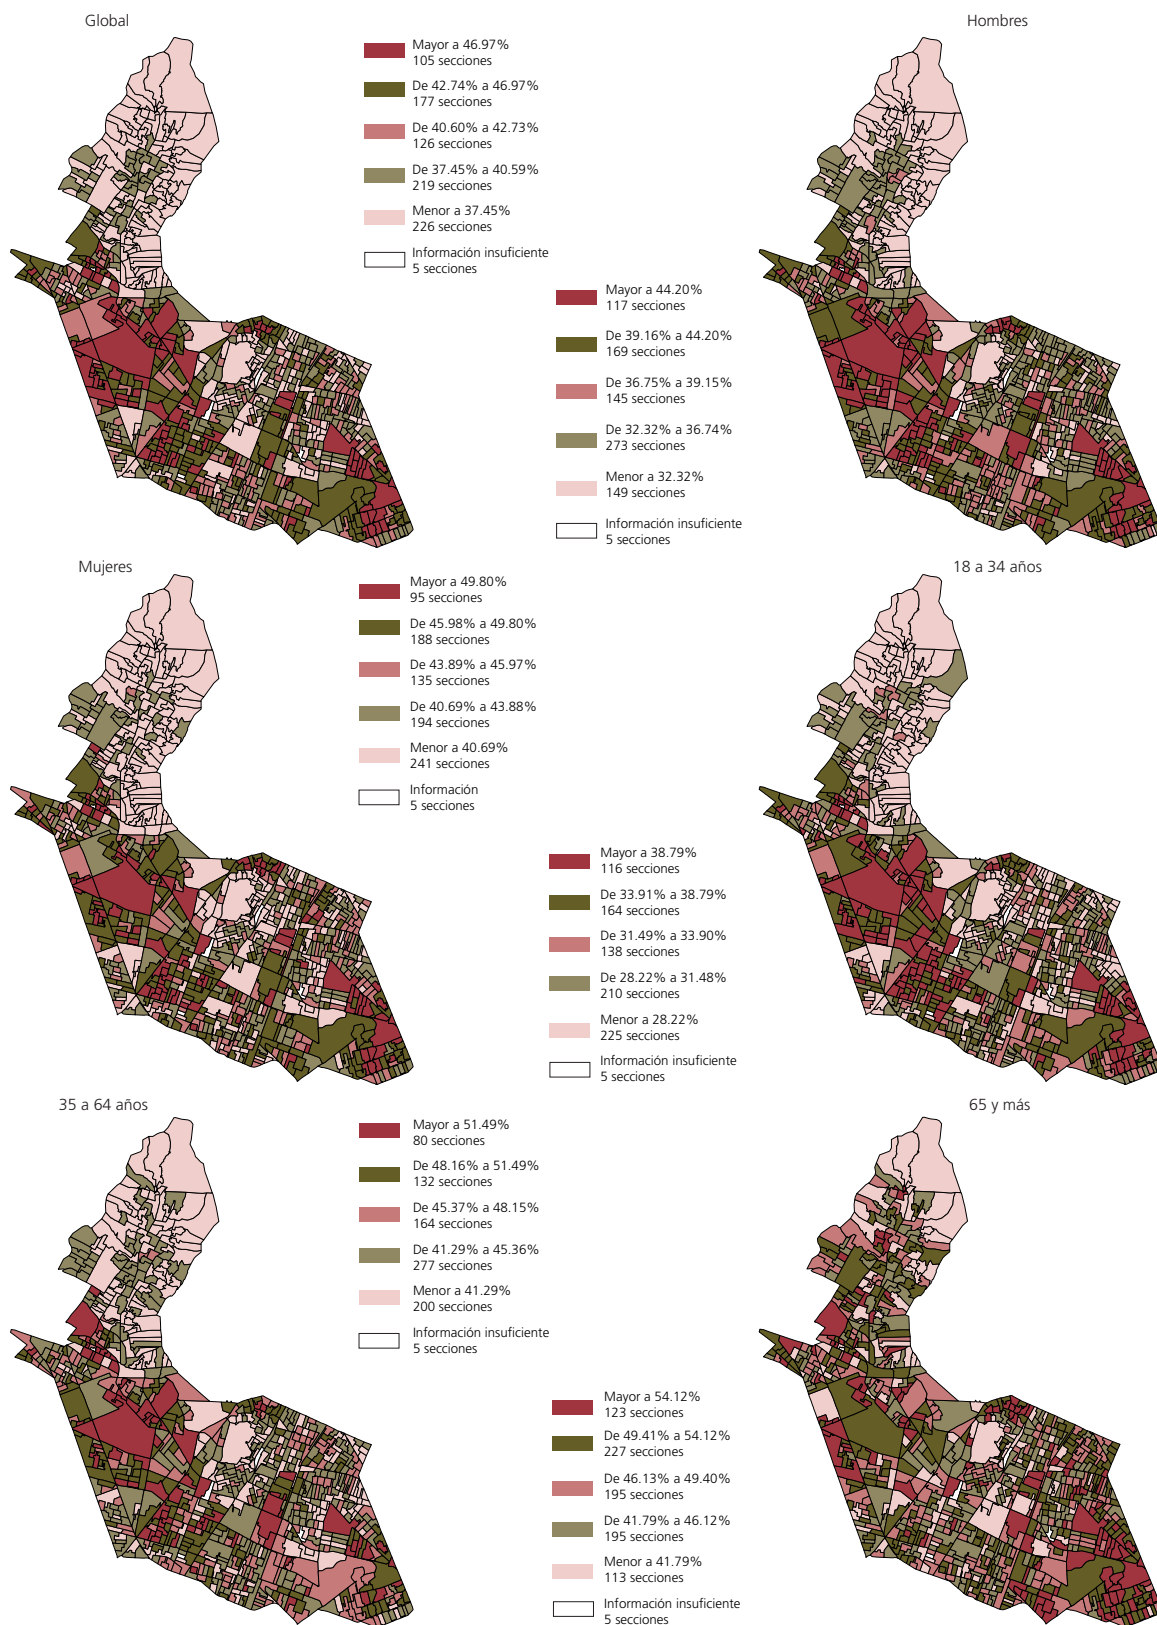 Global
Mayor a 46.97%
105 secciones
De 42.74% a 46.97%
177 secciones
De 40.60% a 42.73%
126 secciones
De 37.45% a 40.59%
219 secciones
Menor a 37.45%
226 secciones
Información insuficiente
5 secciones
Hombres
Mayor a 44.20%
117 secciones
De 39.16% a 44.20%
169 secciones
De 36.75% a 39.15%
145 secciones
De 32.32% a 36.74%
273 secciones
Menor a 32.32%
149 secciones
Información insuficiente
5 secciones
Mujeres
Mayor a 49.80%
95 secciones
De 45.98% a 49.80%
188 secciones
De 43.89% a 45.97%
135 secciones
De 40.69% a 43.88%
194 secciones
Menor a 40.69%
241 secciones
Información
5 secciones
18 a 34 años
Mayor a 38.79%
116 secciones
De 33.91% a 38.79%
164 secciones
De 31.49% a 33.90%
138 secciones
De 28.22% a 31.48%
210 secciones
Menor a 28.22%
225 secciones
Información insuficiente
5 secciones
35 a 64 años
Mayor a 51.49%
80 secciones
De 48.16% a 51.49%
132 secciones
De 45.37% a 48.15%
164 secciones
De 41.29% a 45.36%
277 secciones
Menor a 41.29%
200 secciones
Información insuficiente
5 secciones
65 y más
Mayor a 54.12%
123 secciones
De 49.41% a 54.12%
227 secciones
De 46.13% a 49.40%
195 secciones
De 41.79% a 46.12%
195 secciones
Menor a 41.79%
113 secciones
Información insuficiente
5 secciones